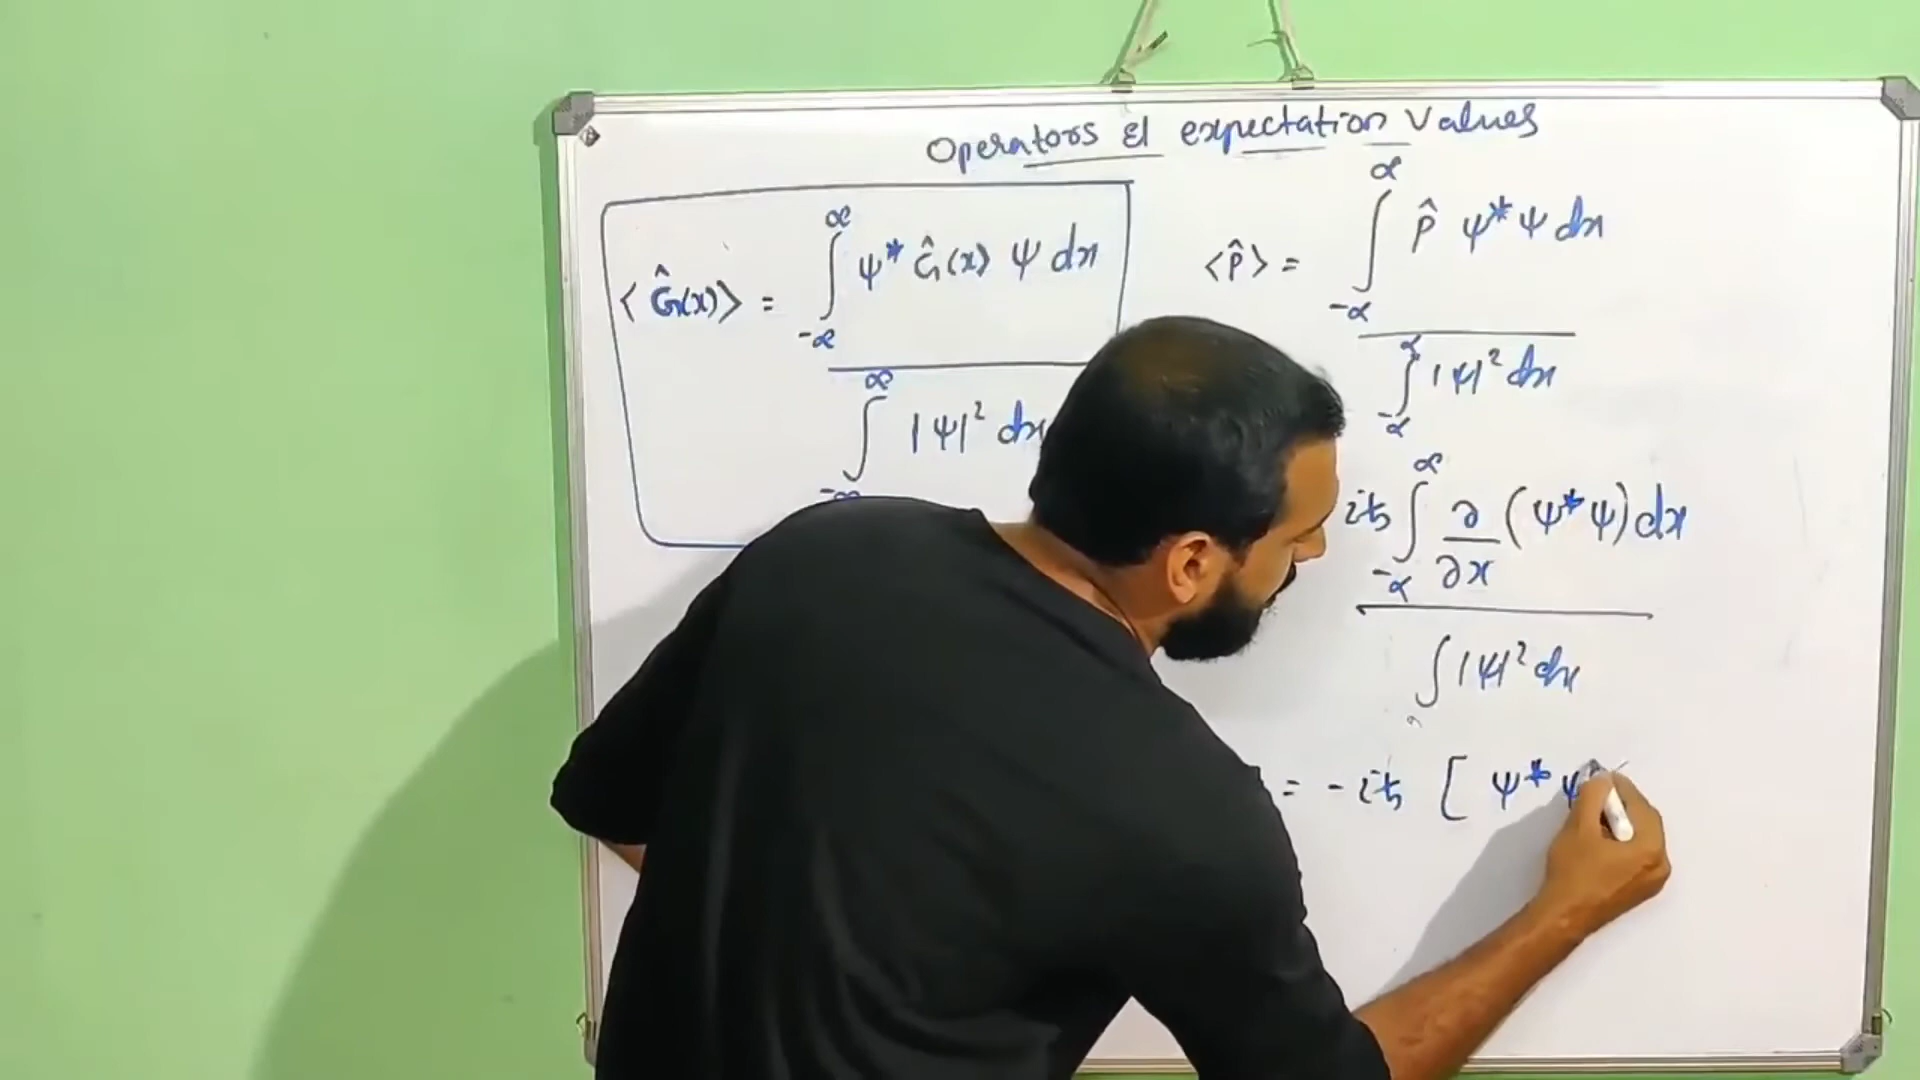 Operators & expectation Values
<Ĝ(x)> = ∫ ψ* Ĝ(x) ψ dx
∞
-∞
∫ |ψ|² dx
∞
-∞
<p̂> = ∫ p̂ ψ*ψ dx
∝
-∝
∫ |ψ|² dx
∝
-∝
iħ ∫ ∂/∂x (ψ*ψ) dx
∝
-∝
∫ |ψ|² dx
= -iħ [ ψ*ψ